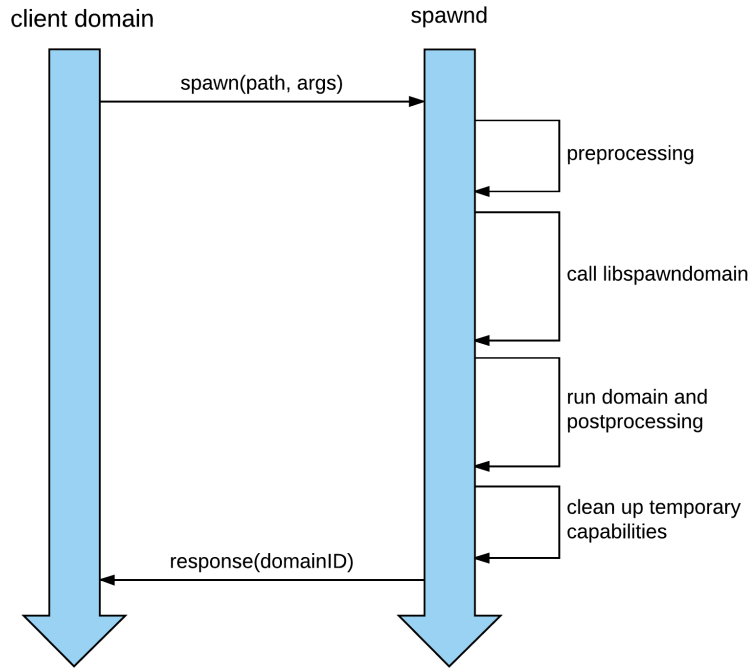 client domain
spawnd
spawn(path, args)
preprocessing
call libspawndomain
run domain and
postprocessing
clean up temporary
capabilities
response(domainID)